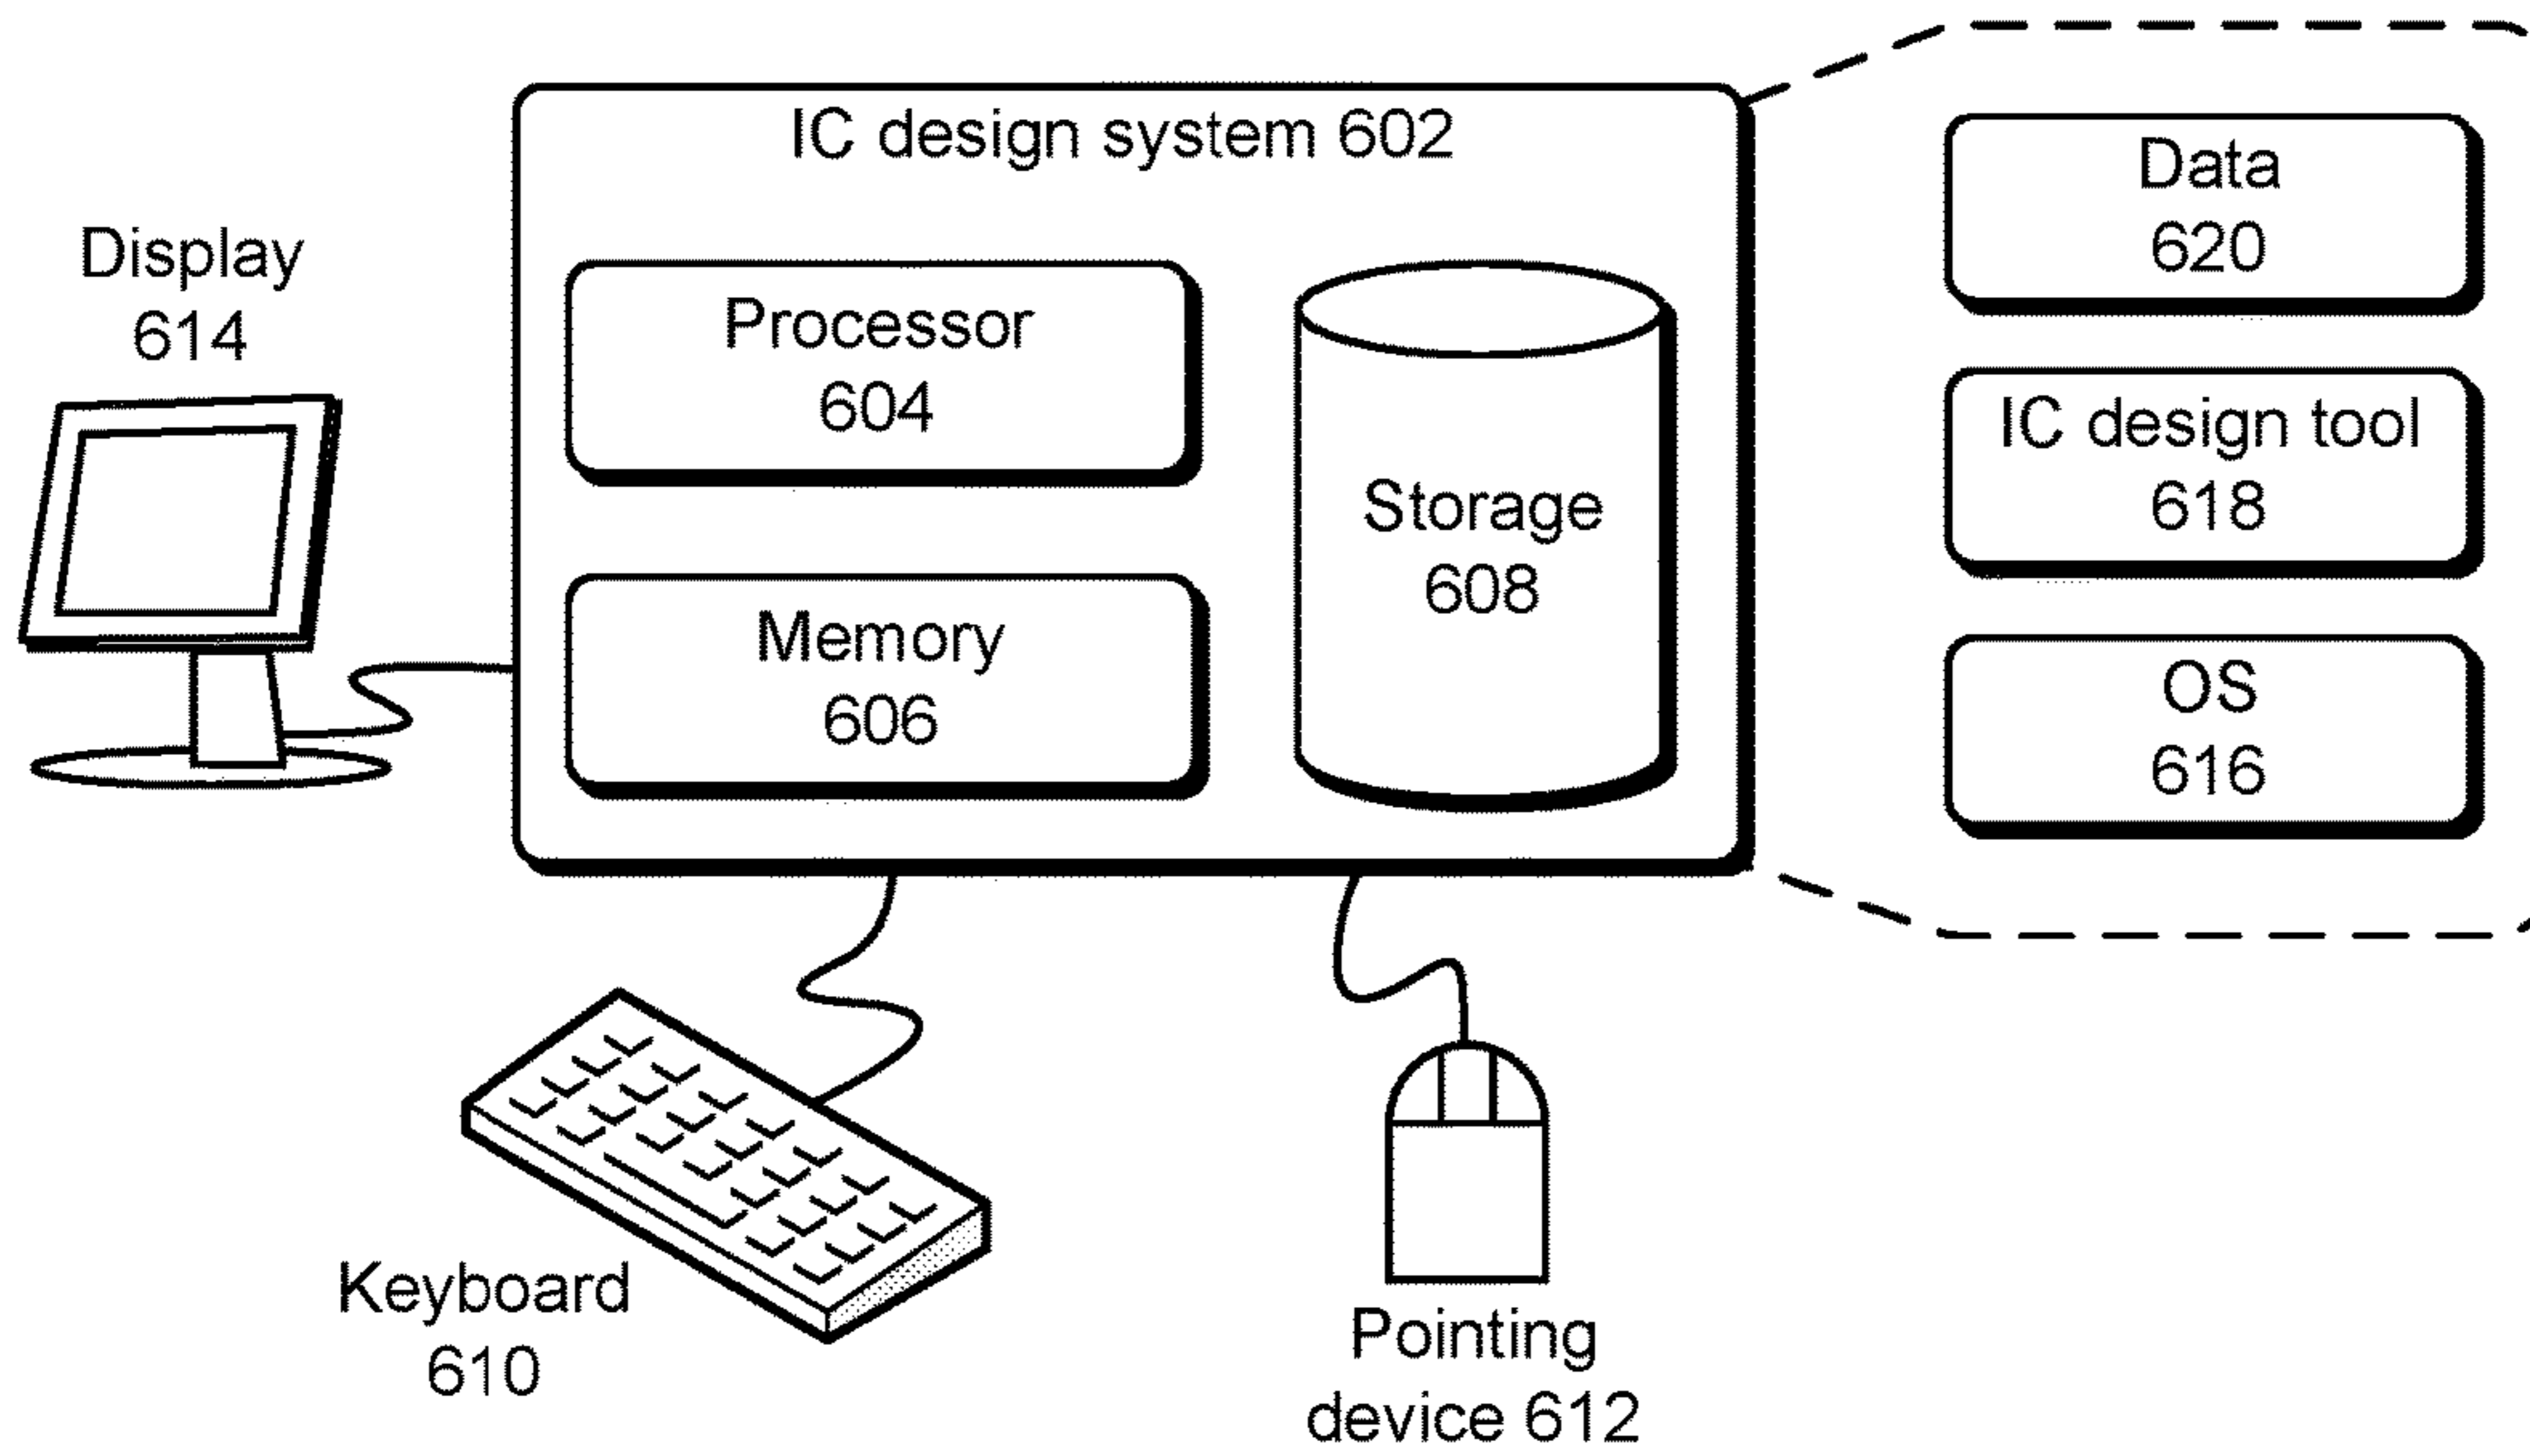 IC design system 602
Display
614
Processor
604
Memory
606
Storage
608
Data
620
IC design tool
618
OS
616
Keyboard
610
Pointing
device 612